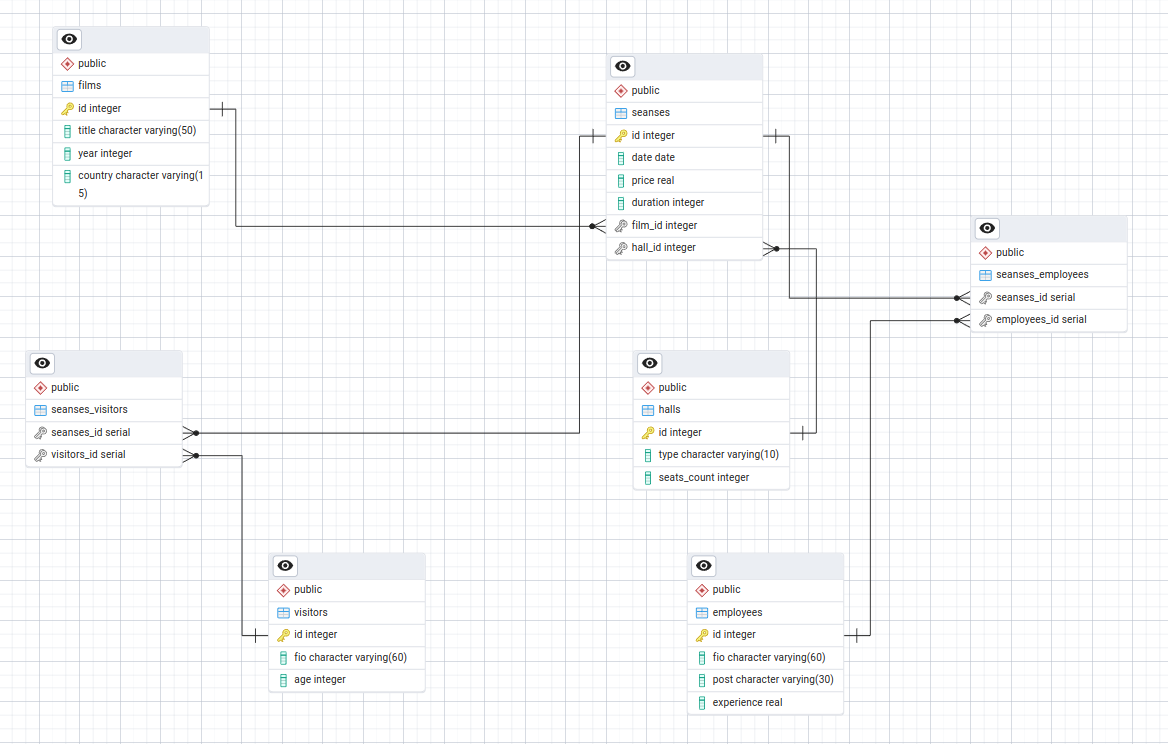 public
films
id integer
title character varying(50)
year integer
country character varying(1
5)
public
seanses
id integer
date date
price real
duration integer
film_id integer
hall_id integer
public
seanses_employees
seanses_id serial
employees_id serial
public
seanses_visitors
seanses_id serial
visitors_id serial
public
halls
id integer
type character varying(10)
seats_count integer
public
visitors
id integer
fio character varying(60)
age integer
public
employees
id integer
fio character varying(60)
post character varying(30)
experience real